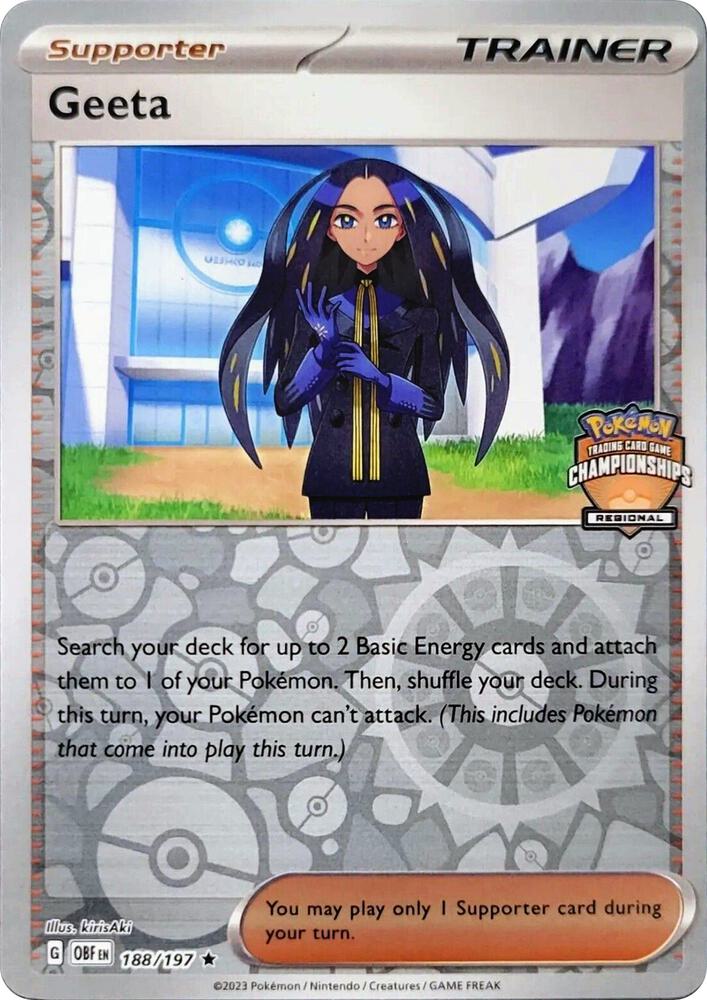 Supporter
TRAINER
Geeta
Pokémon
TRADING CARD GAME
CHAMPIONSHIPS
REGIONAL
Search your deck for up to 2 Basic Energy cards and attach
them to 1 of your Pokémon. Then, shuffle your deck. During
this turn, your Pokémon can't attack. (This includes Pokémon
that come into play this turn.)
You may play only 1 Supporter card during
your turn.
Illus. kirisAki
G OBF EN 188/197 ★
©2023 Pokémon / Nintendo / Creatures / GAME FREAK